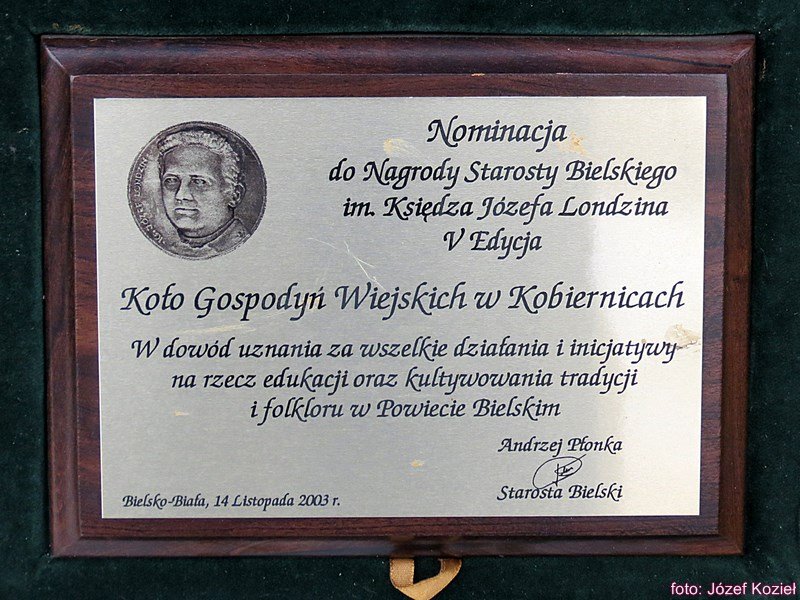 Nominacja
do Nagrody Starosty Bielskiego
im. Księdza Józefa Londzina
V Edycja
Koło Gospodyń Wiejskich w Kobiernicach
W dowód uznania za wszelkie działania i inicjatywy
na rzecz edukacji oraz kultywowania tradycji
i folkloru w Powiecie Bielskim
Andrzej Płonka
Starosta Bielski
Bielsko-Biała, 14 Listopada 2003 r.
foto: Józef Kozieł